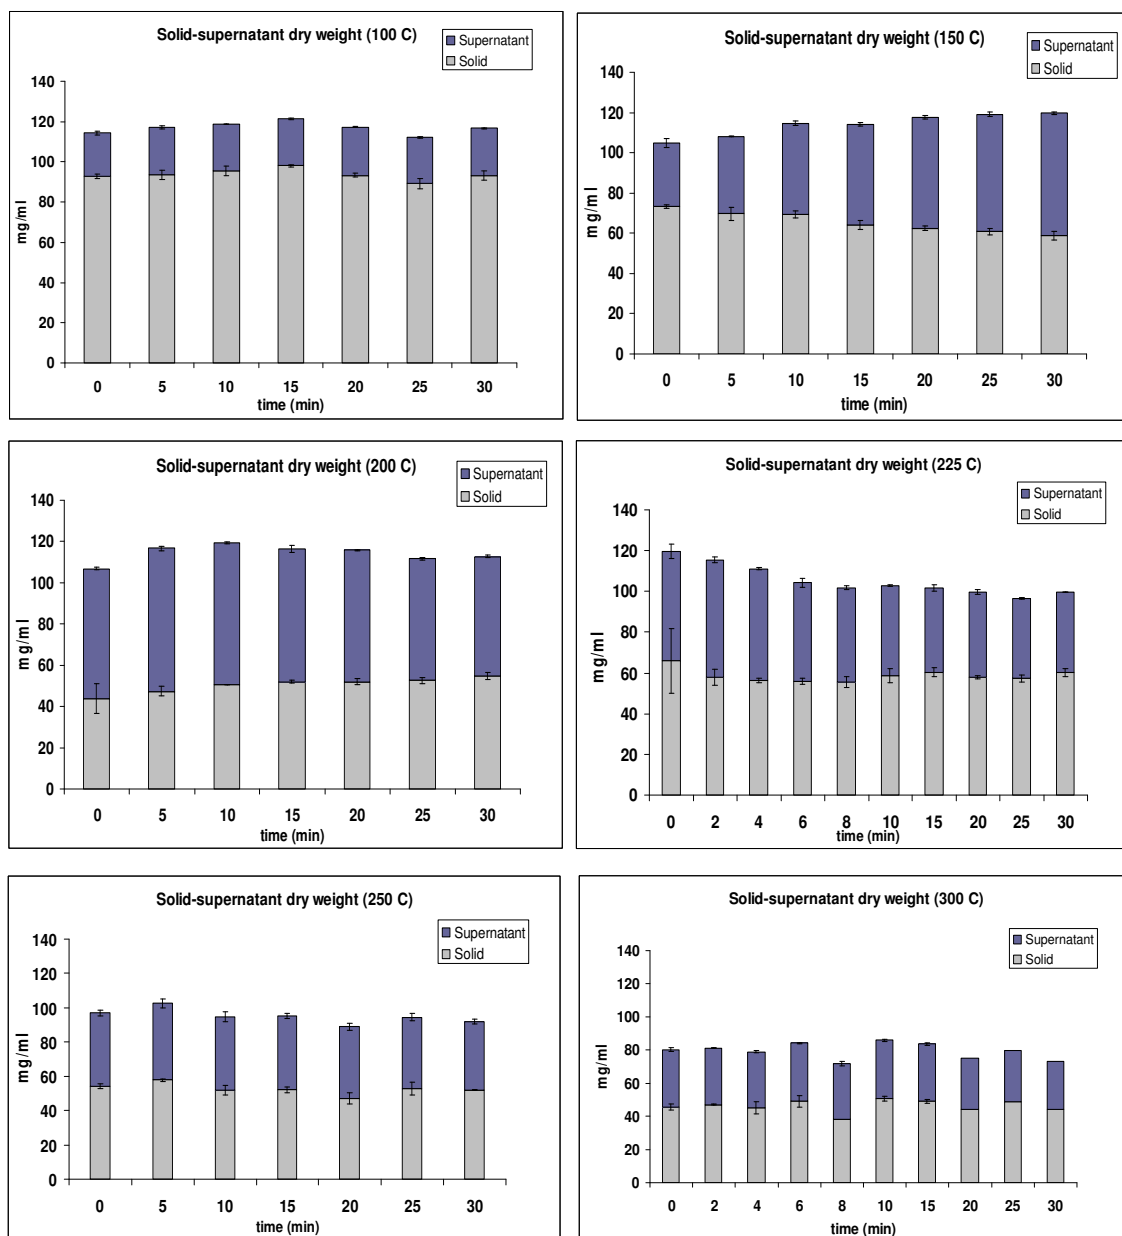 Solid-supernatant dry weight (100 C)
Supernatant
Solid
140
120
100
80
60
40
20
0
mg/ml
0 5 10 15 20 25 30
time (min)
Solid-supernatant dry weight (150 C)
Supernatant
Solid
140
120
100
80
60
40
20
0
mg/ml
0 5 10 15 20 25 30
time (min)
Solid-supernatant dry weight (200 C)
Supernatant
Solid
140
120
100
80
60
40
20
0
mg/ml
0 5 10 15 20 25 30
time (min)
Solid-supernatant dry weight (225 C)
Supernatant
Solid
140
120
100
80
60
40
20
0
mg/ml
0 2 4 6 8 10 15 20 25 30
time (min)
Solid-supernatant dry weight (250 C)
Supernatant
Solid
140
120
100
80
60
40
20
0
mg/ml
0 5 10 15 20 25 30
time (min)
Solid-supernatant dry weight (300 C)
Supernatant
Solid
140
120
100
80
60
40
20
0
mg/ml
0 2 4 6 8 10 15 20 25 30
time (min)